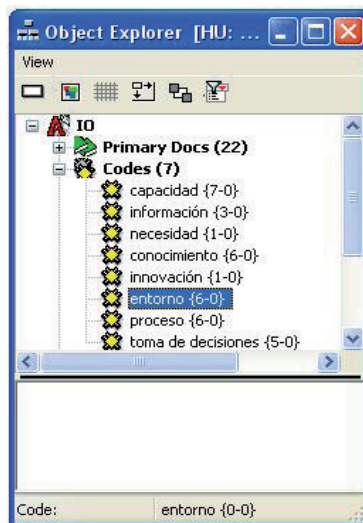 Object Explorer [HU: ...
View
IO
Primary Docs (22)
Codes (7)
capacidad {7-0}
información {3-0}
necesidad {1-0}
conocimiento {6-0}
innovación {1-0}
entorno {6-0}
proceso {6-0}
toma de decisiones {5-0}
Code: entorno {0-0}